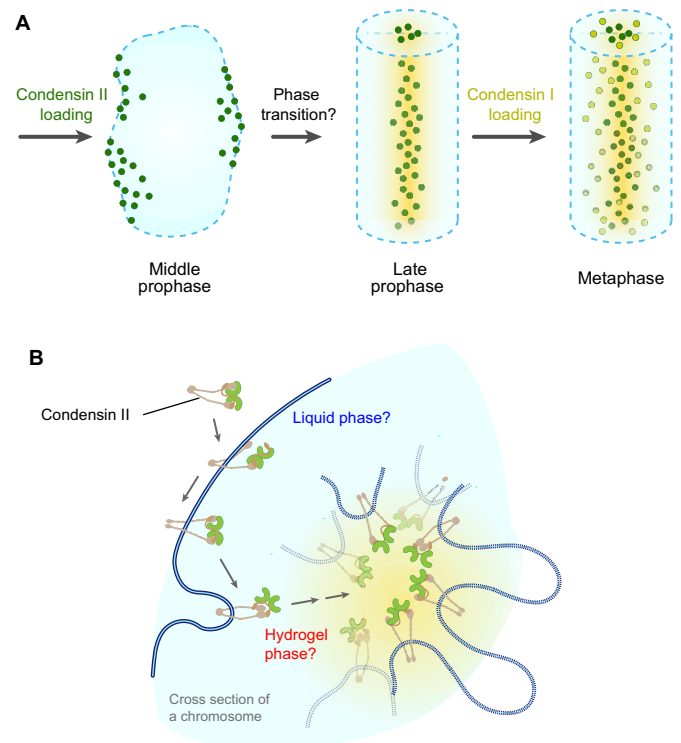 A
Condensin II
loading
Phase
transition?
Condensin I
loading
Middle
prophase
Late
prophase
Metaphase
B
Condensin II
Liquid phase?
Hydrogel
phase?
Cross section of
a chromosome